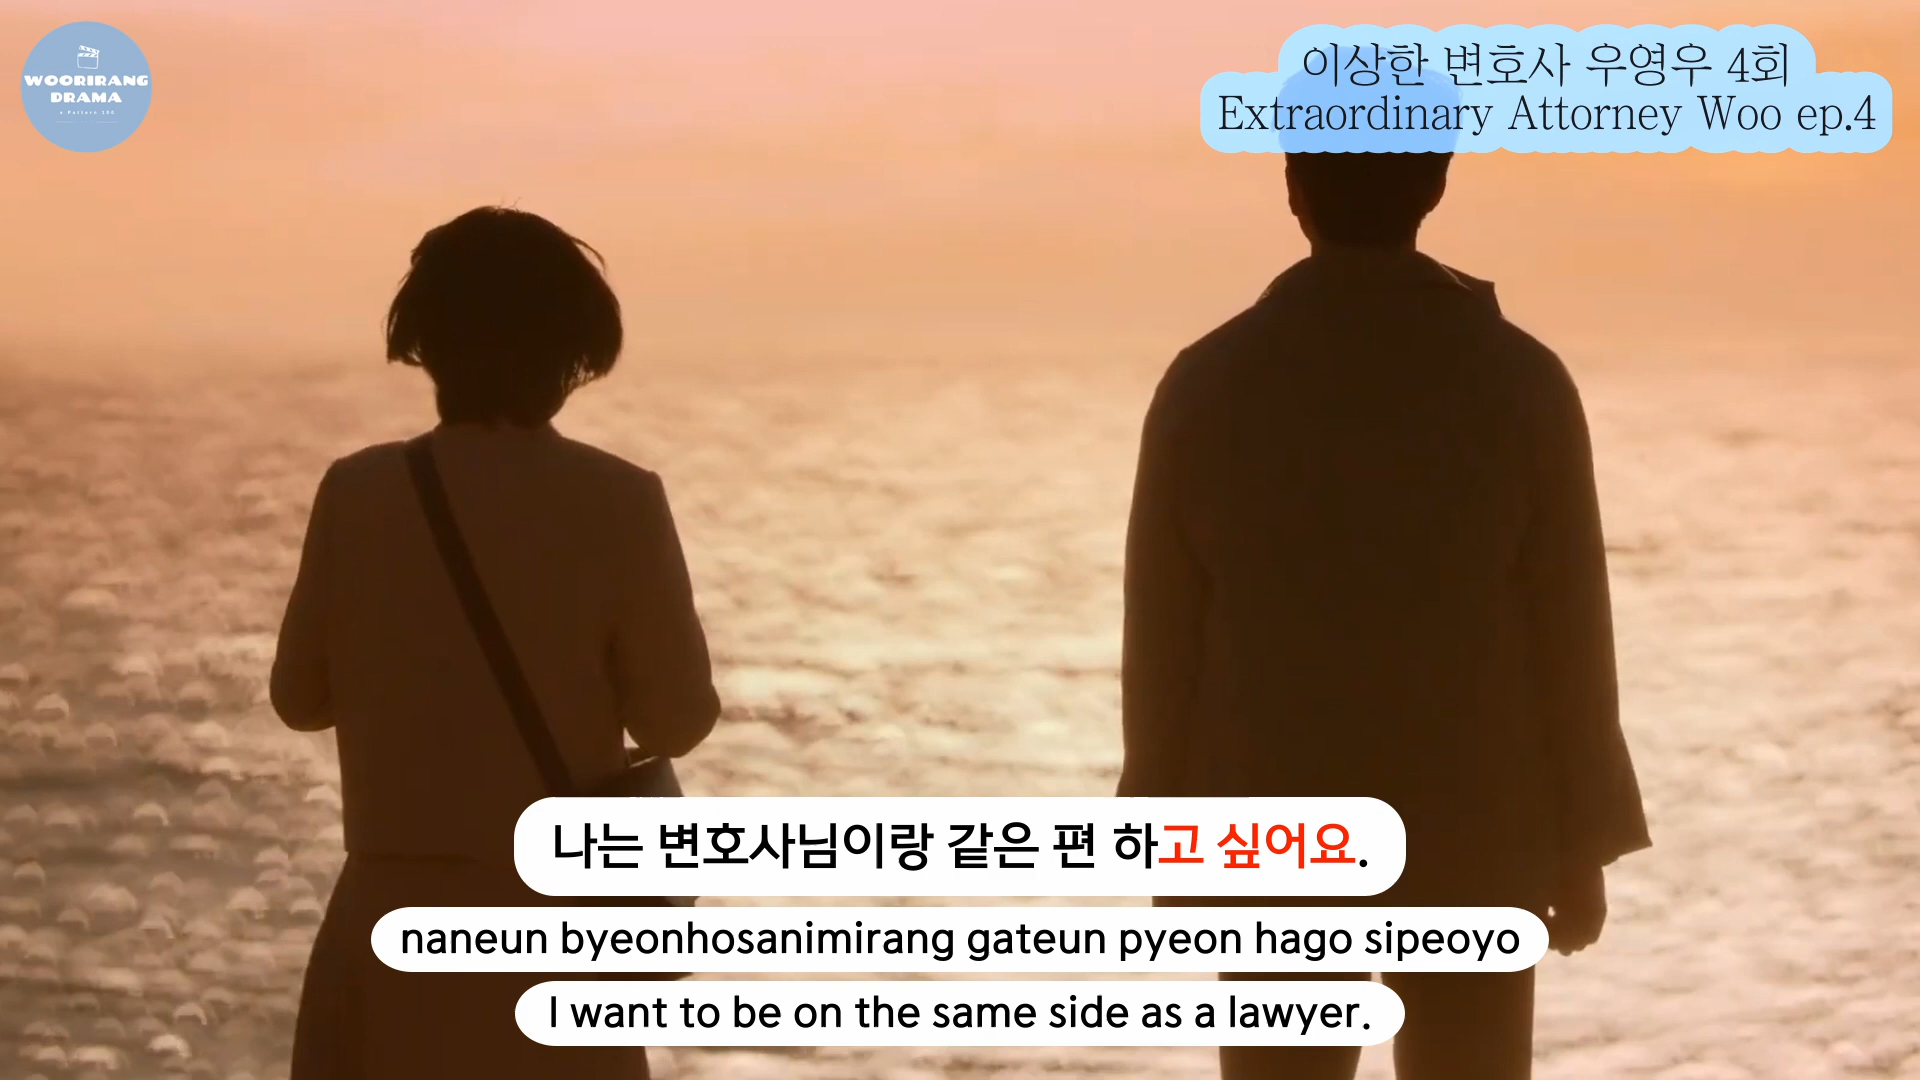 WOORIRANG
DRAMA
x Pattern 100
이상한 변호사 우영우 4회
Extraordinary Attorney Woo ep.4
나는 변호사님이랑 같은 편 하고 싶어요.
naneun byeonhosanimirang gateun pyeon hago sipeoyo
I want to be on the same side as a lawyer.